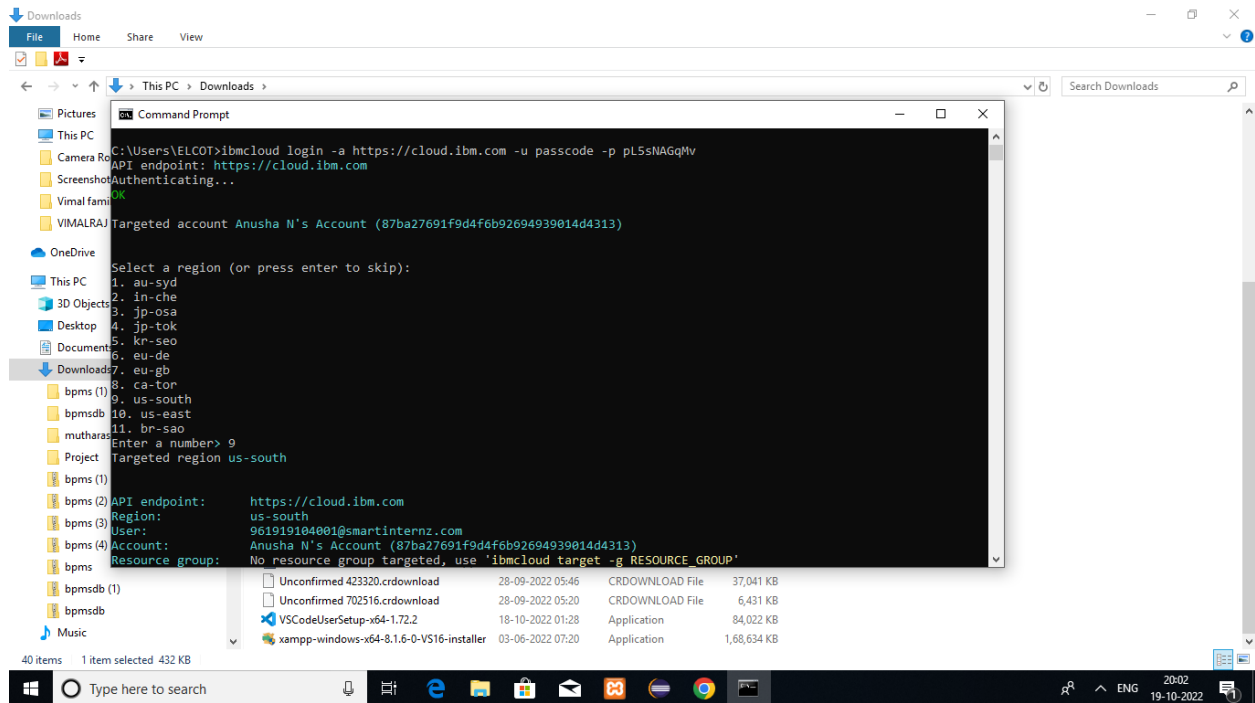 Downloads
File Home Share View
This PC > Downloads >
Search Downloads
Pictures
This PC
Camera Ro
Screenshot
Vimal fami
VIMALRAJ
OneDrive
This PC
3D Objects
Desktop
Document
Downloads
bpms (1)
bpmsdb
mutharas
Project
bpms (1)
bpms (2)
bpms (3)
bpms (4)
bpms
bpmsdb (1)
bpmsdb
Music
Command Prompt
C:\Users\ELCOT>ibmcloud login -a https://cloud.ibm.com -u passcode -p pL5sNAGqMv
API endpoint: https://cloud.ibm.com
Authenticating...
OK
Targeted account Anusha N's Account (87ba27691f9d4f6b92694939014d4313)
Select a region (or press enter to skip):
1. au-syd
2. in-che
3. jp-osa
4. jp-tok
5. kr-seo
6. eu-de
7. eu-gb
8. ca-tor
9. us-south
10. us-east
11. br-sao
Enter a number> 9
Targeted region us-south
API endpoint: https://cloud.ibm.com
Region: us-south
User: 961919104001@smartinternz.com
Account: Anusha N's Account (87ba27691f9d4f6b92694939014d4313)
Resource group: No resource group targeted, use 'ibmcloud target -g RESOURCE_GROUP'
Unconfirmed 423320.crdownload 28-09-2022 05:46 CRDOWNLOAD File 37,041 KB
Unconfirmed 702516.crdownload 28-09-2022 05:20 CRDOWNLOAD File 6,431 KB
VSCodeUserSetup-x64-1.72.2 18-10-2022 01:28 Application 84,022 KB
xampp-windows-x64-8.1.6-0-VS16-installer 03-06-2022 07:20 Application 1,68,634 KB
40 items 1 item selected 432 KB
Type here to search
ENG
20:02
19-10-2022
1